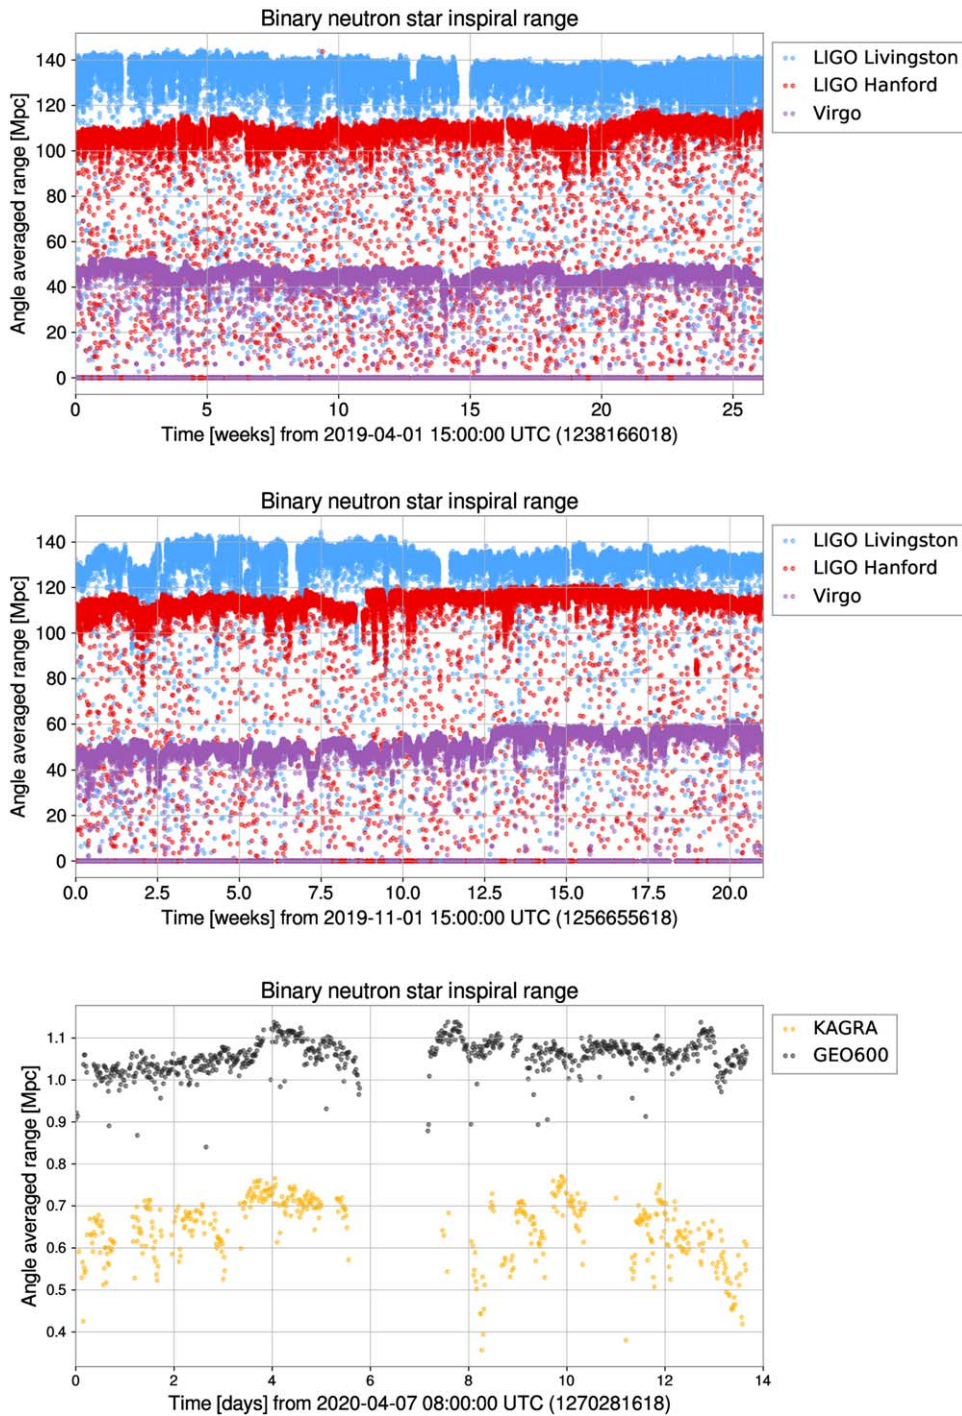 Binary neutron star inspiral range
140
120
100
80
60
40
20
0
Angle averaged range [Mpc]
0 5 10 15 20 25
Time [weeks] from 2019-04-01 15:00:00 UTC (1238166018)
LIGO Livingston
LIGO Hanford
Virgo
Binary neutron star inspiral range
140
120
100
80
60
40
20
0
Angle averaged range [Mpc]
0.0 2.5 5.0 7.5 10.0 12.5 15.0 17.5 20.0
Time [weeks] from 2019-11-01 15:00:00 UTC (1256655618)
LIGO Livingston
LIGO Hanford
Virgo
Binary neutron star inspiral range
1.1
1.0
0.9
0.8
0.7
0.6
0.5
0.4
Angle averaged range [Mpc]
0 2 4 6 8 10 12 14
Time [days] from 2020-04-07 08:00:00 UTC (1270281618)
KAGRA
GEO600